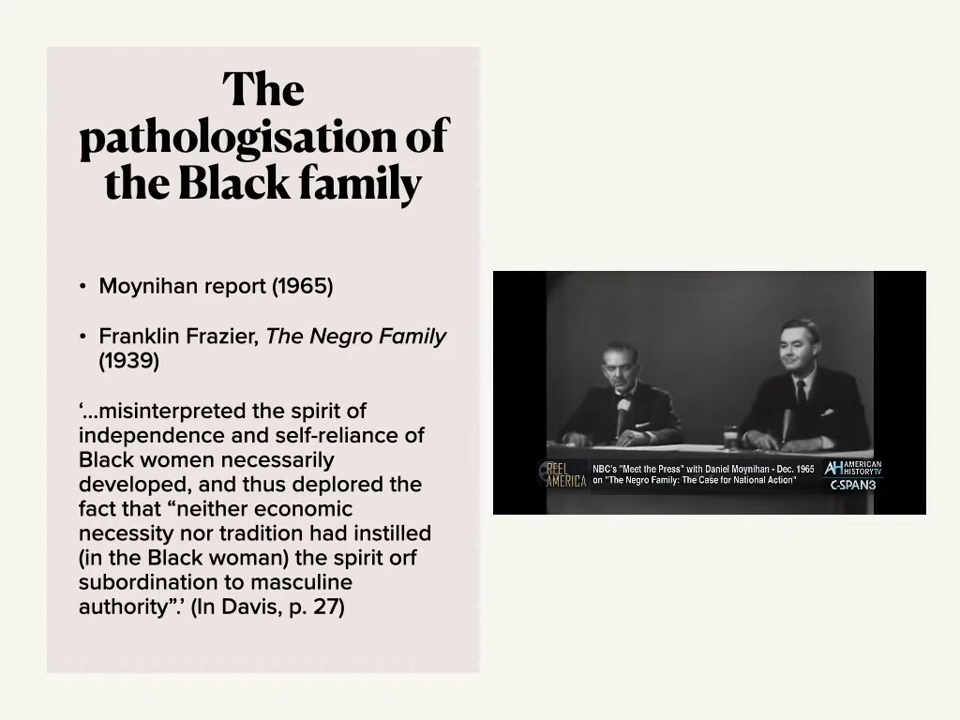 The
pathologisation of
the Black family
• Moynihan report (1965)
• Franklin Frazier, The Negro Family
(1939)
‘...misinterpreted the spirit of
independence and self-reliance of
Black women necessarily
developed, and thus deplored the
fact that “neither economic
necessity nor tradition had instilled
(in the Black woman) the spirit orf
subordination to masculine
authority”.’ (In Davis, p. 27)
REEL
AMERICA
NBC's "Meet the Press" with Daniel Moynihan - Dec. 1965
on "The Negro Family: The Case for National Action"
AH AMERICAN
HISTORY TV
C-SPAN3